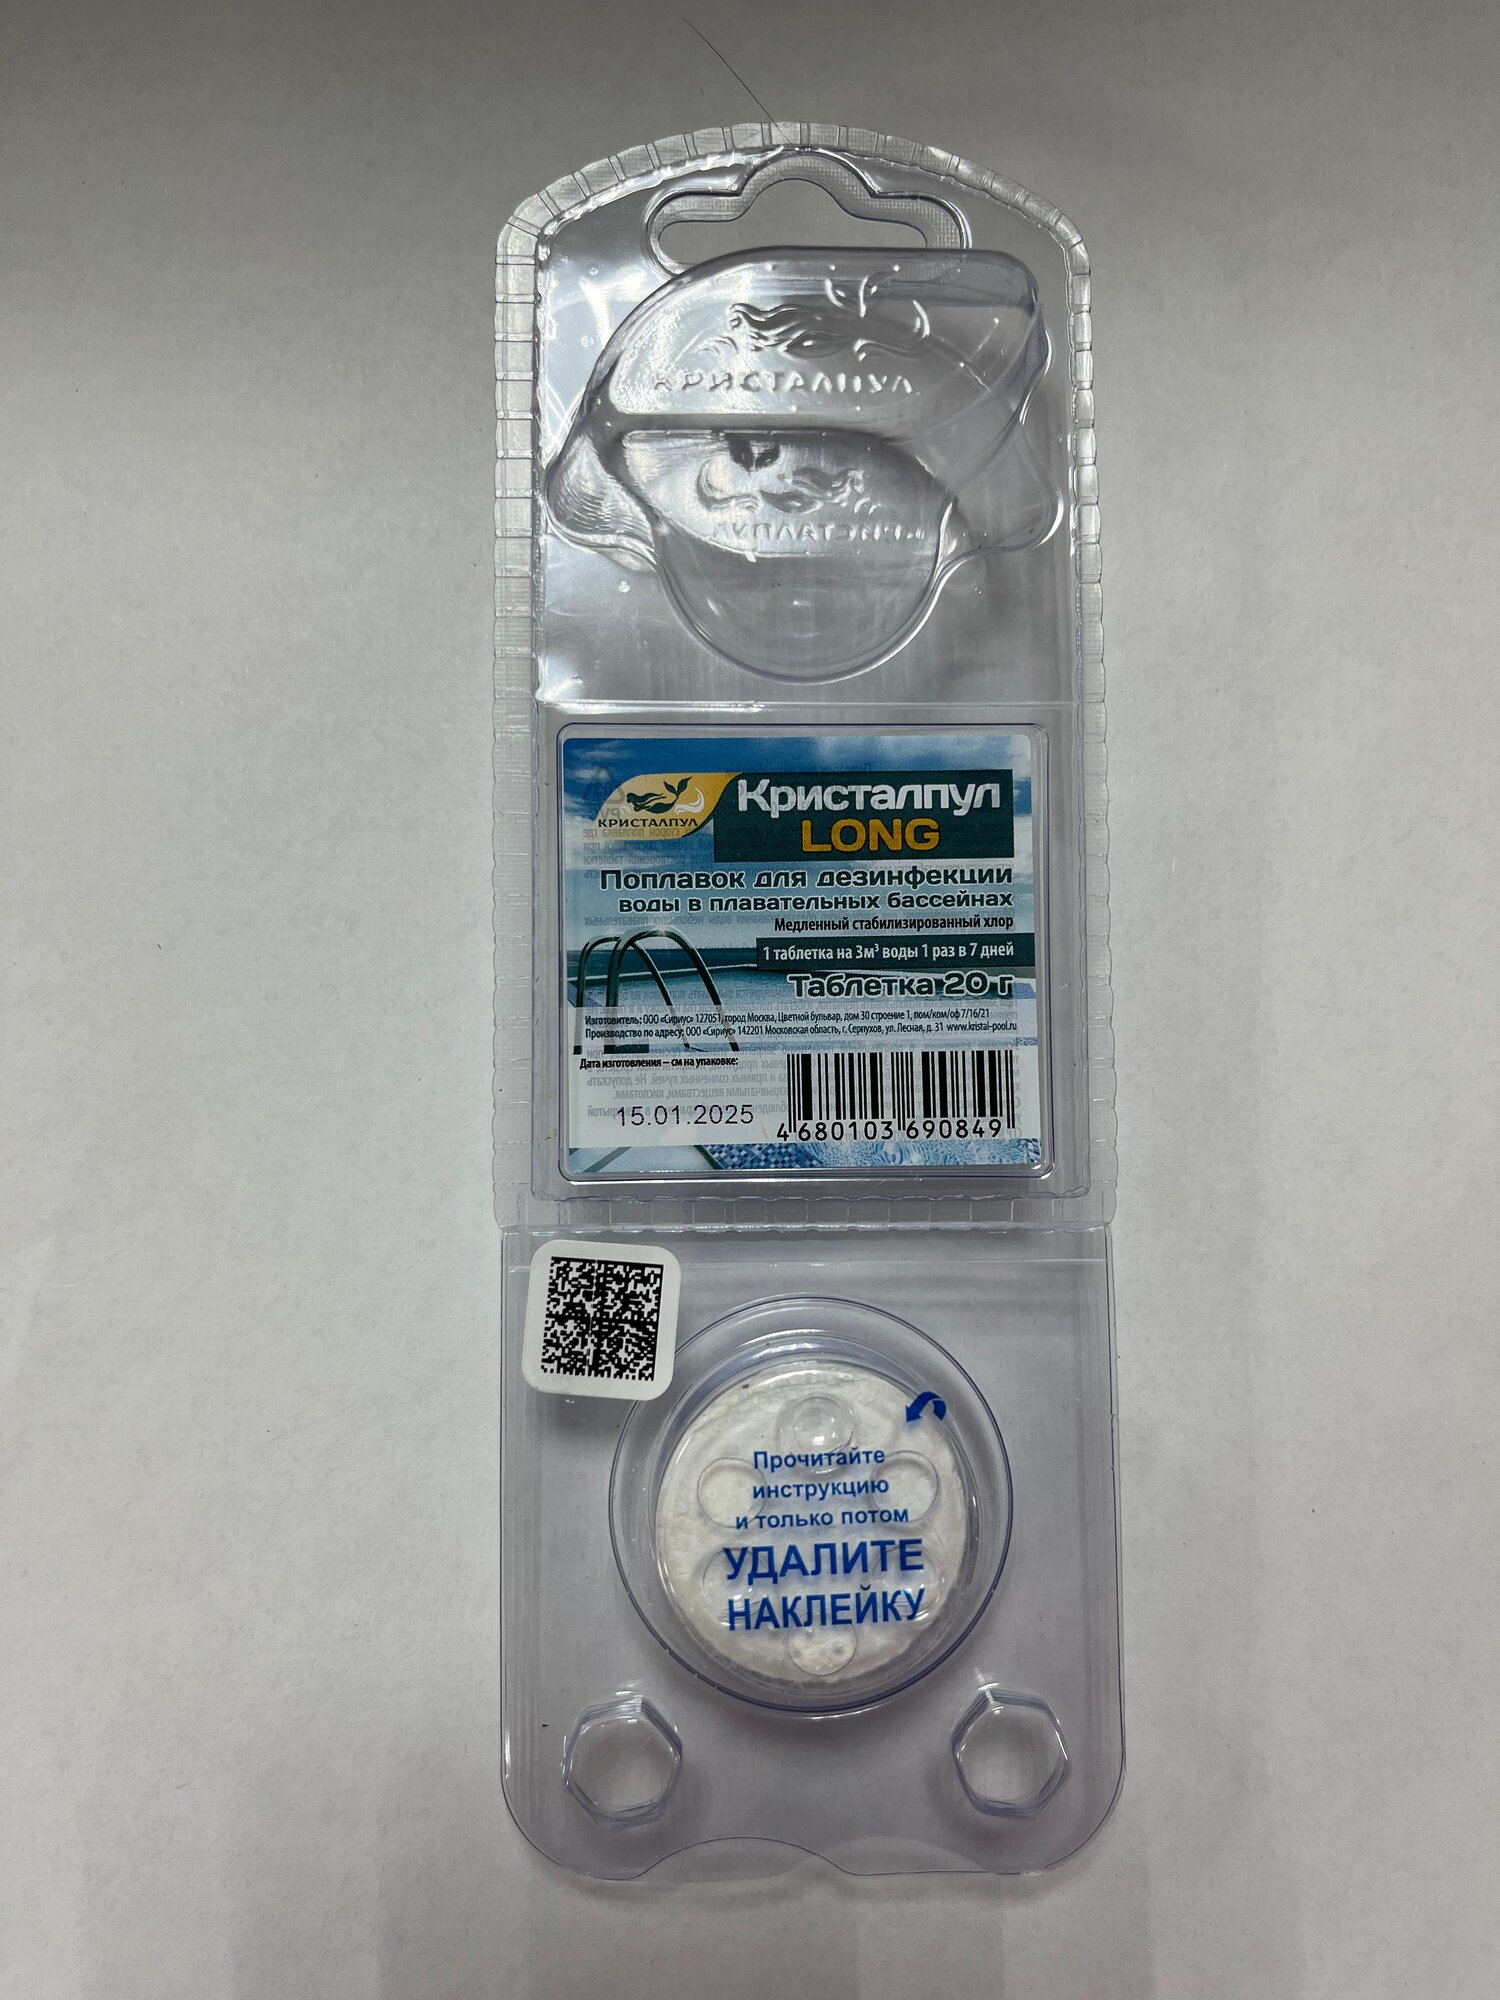 КРИСТАЛПУЛ
КРИСТАЛПУЛ
КРИСТАЛПУЛ
Кристалпул
LONG
Поплавок для дезинфекции
воды в плавательных бассейнах
Медленный стабилизированный хлор
1 таблетка на 3м³ воды 1 раз в 7 дней
Таблетка 20 г
Изготовитель: ООО «Сириус» 127051, город Москва, Цветной бульвар, дом 30 строение 1, пом/ком/оф 7/16/21
Производство по адресу: ООО «Сириус» 142201 Московская область, г. Серпухов, ул. Лесная, д. 31 www.kristal-pool.ru
Дата изготовления – см на упаковке:
15.01.2025
4 680103 690849
Прочитайте
инструкцию
и только потом
УДАЛИТЕ
НАКЛЕЙКУ